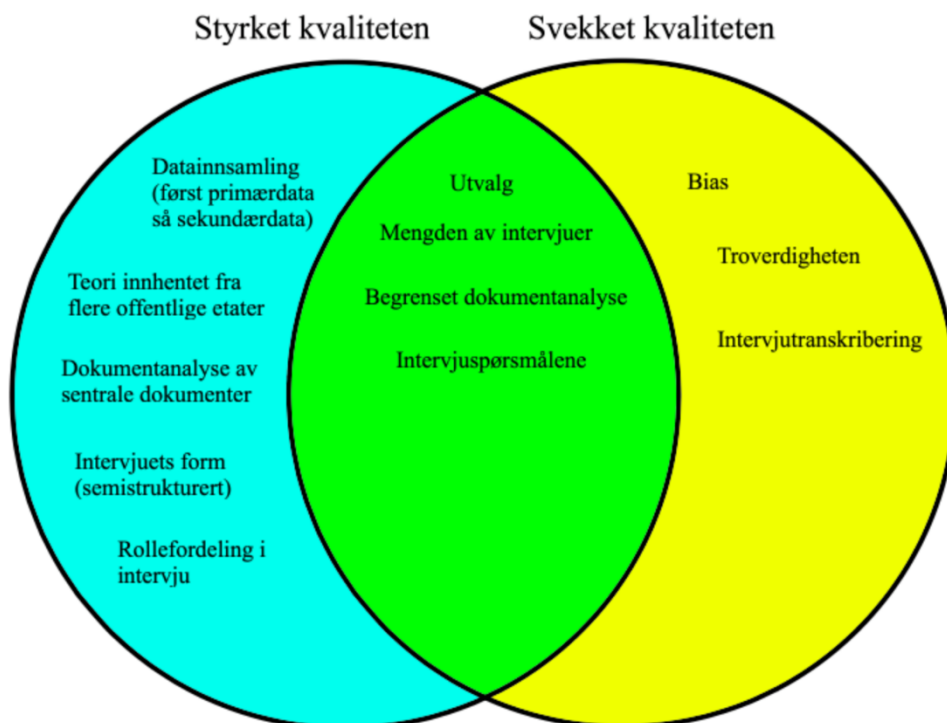 Styrket kvaliteten
Svekket kvaliteten
Datainnsamling
(først primærdata
så sekundærdata)
Teori innhentet fra
flere offentlige etater
Dokumentanalyse av
sentrale dokumenter
Intervjuets form
(semistrukturert)
Rollefordeling i
intervju
Utvalg
Mengden av intervjuer
Begrenset dokumentanalyse
Intervjuspørsmålene
Bias
Troverdigheten
Intervjutranskribering